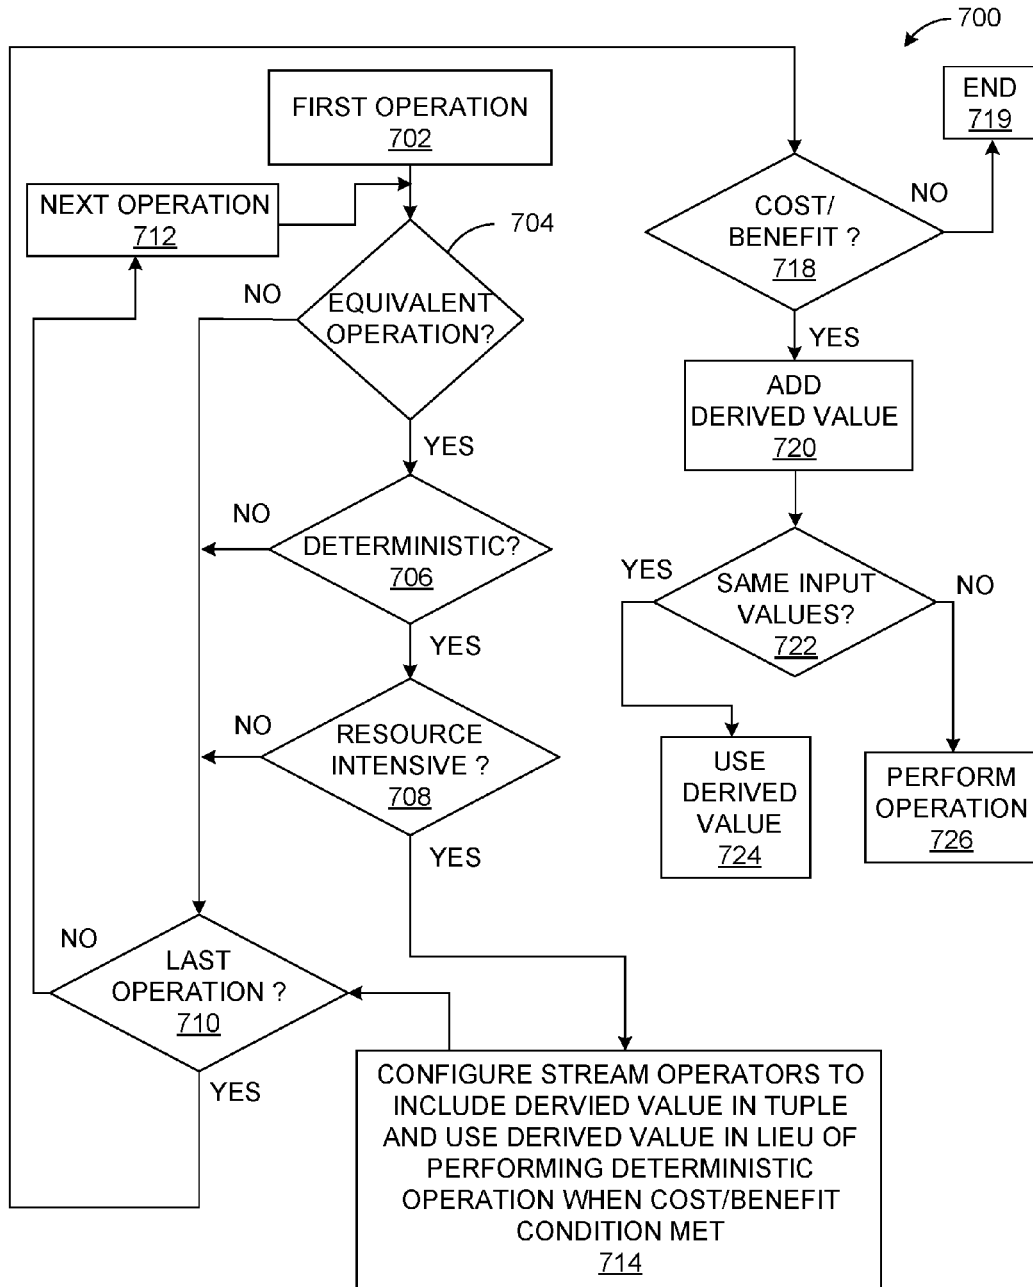 700
FIRST OPERATION
702
END
719
NEXT OPERATION
712
704
COST/
BENEFIT ?
718
NO
NO
EQUIVALENT
OPERATION?
YES
YES
ADD
DERIVED VALUE
720
NO
DETERMINISTIC?
706
YES
SAME INPUT
VALUES?
722
NO
YES
NO
RESOURCE
INTENSIVE ?
708
YES
USE
DERIVED
VALUE
724
PERFORM
OPERATION
726
NO
LAST
OPERATION ?
710
YES
CONFIGURE STREAM OPERATORS TO
INCLUDE DERVIED VALUE IN TUPLE
AND USE DERIVED VALUE IN LIEU OF
PERFORMING DETERMINISTIC
OPERATION WHEN COST/BENEFIT
CONDITION MET
714